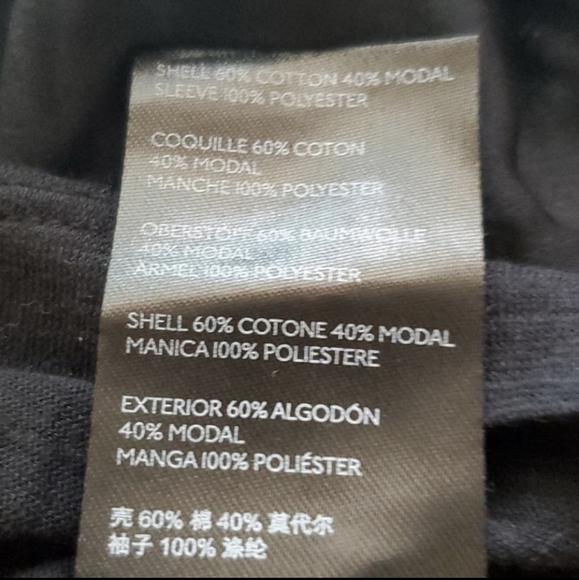 SHELL 60% COTTON 40% MODAL
SLEEVE 100% POLYESTER
COQUILLE 60% COTON
40% MODAL
MANCHE 100% POLYESTER
OBERSTOFF 60% BAUMWOLLE
40% MODAL
ÄRMEL 100% POLYESTER
SHELL 60% COTONE 40% MODAL
MANICA 100% POLIESTERE
EXTERIOR 60% ALGODÓN
40% MODAL
MANGA 100% POLIÉSTER
壳 60% 棉 40% 莫代尔
袖子 100% 涤纶